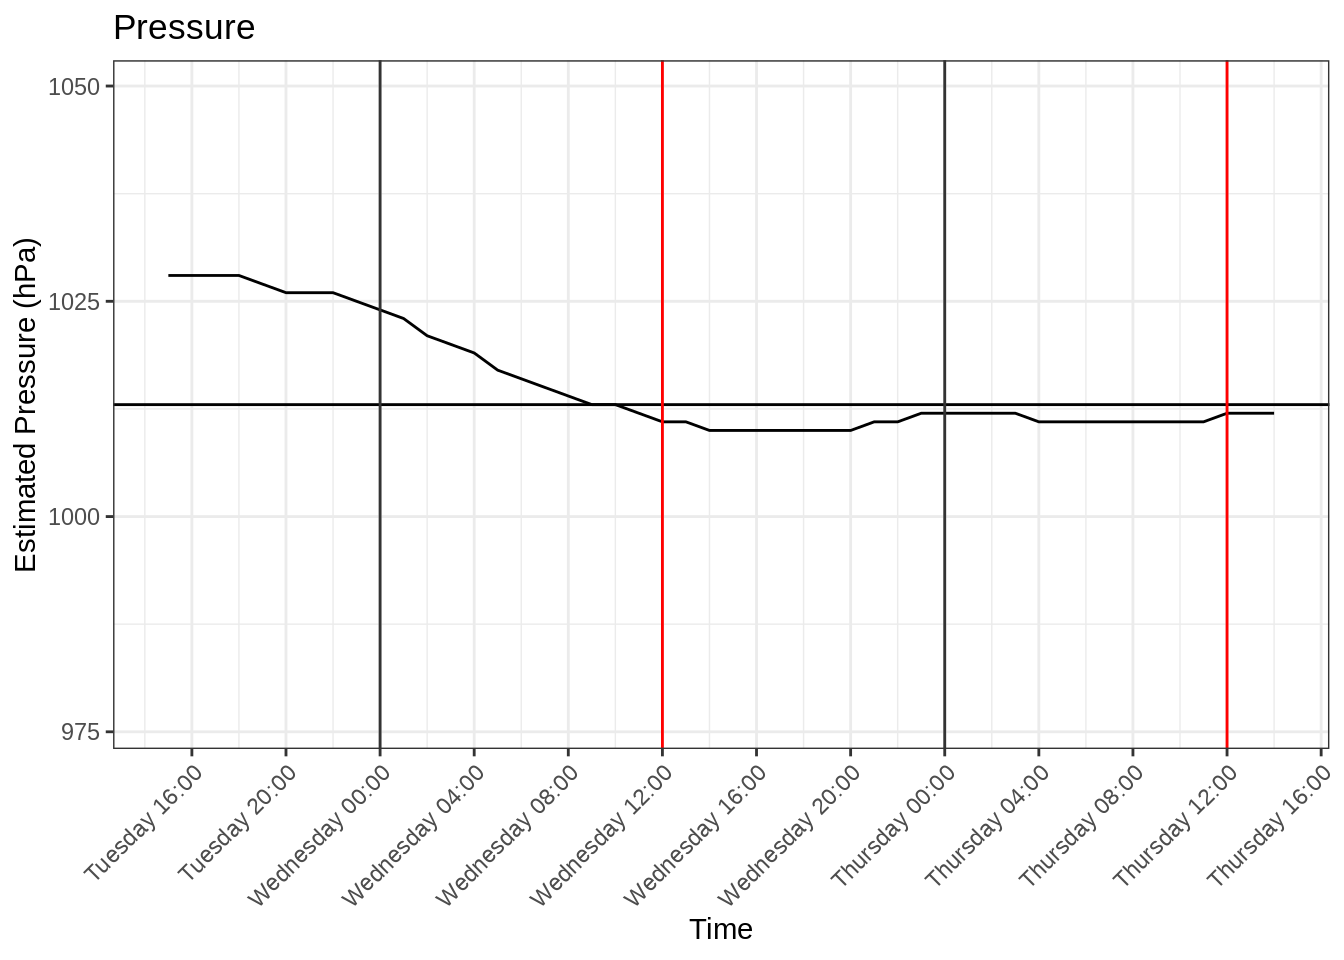 Pressure
Estimated Pressure (hPa)
1050
1025
1000
975
Tuesday 16:00
Tuesday 20:00
Wednesday 00:00
Wednesday 04:00
Wednesday 08:00
Wednesday 12:00
Wednesday 16:00
Wednesday 20:00
Thursday 00:00
Thursday 04:00
Thursday 08:00
Thursday 12:00
Thursday 16:00
Time